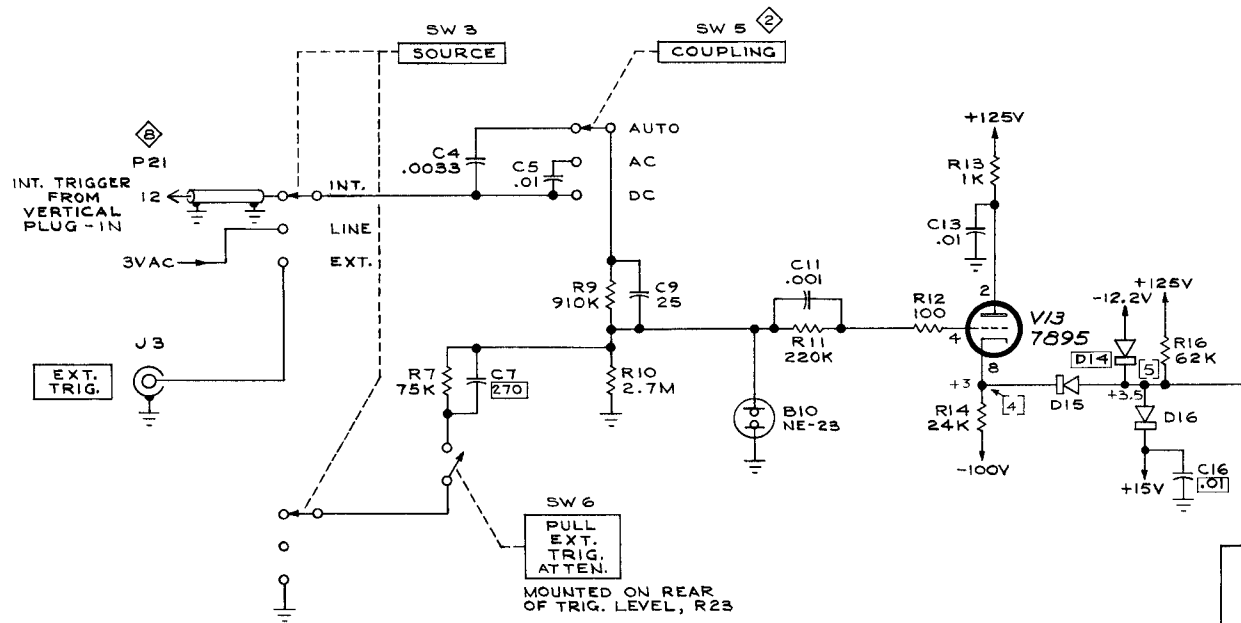 SW 3
SOURCE
SW 5
2
COUPLING
8
P21
INT. TRIGGER
FROM
VERTICAL
PLUG-IN
12
INT.
LINE
3VAC
EXT.
C4
.0033
C5
.01
AUTO
AC
DC
J3
EXT.
TRIG.
R9
910K
C9
25
R7
75K
C7
270
R10
2.7M
C11
.001
R11
220K
R12
100
B10
NE-23
SW 6
PULL
EXT.
TRIG.
ATTEN.
MOUNTED ON REAR
OF TRIG. LEVEL, R23
+125V
R13
1K
C13
.01
2
4
8
V13
7895
+3
[4]
R14
24K
-100V
D15
-12.2V
D14
+125V
R16
62K
[5]
+3.5
D16
+15V
C16
.01